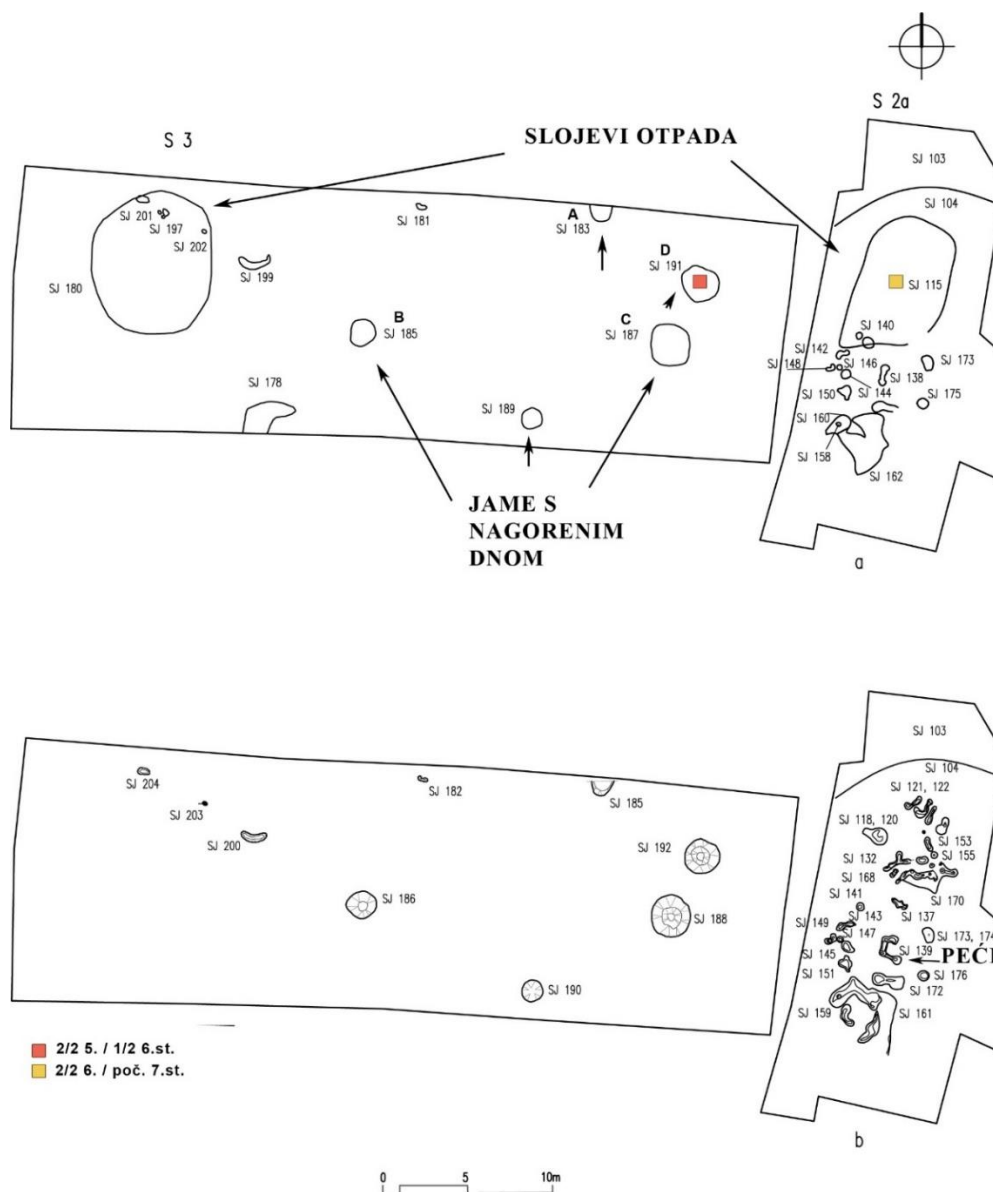 S 2a
S 3
SLOJEVI OTPADA
SJ 103
SJ 104
SJ 201
SJ 197
SJ 202
SJ 181
A
SJ 183
SJ 199
D
SJ 191
SJ 180
SJ 115
B
SJ 185
C
SJ 187
SJ 140
SJ 142
SJ 146
SJ 173
SJ 148
SJ 138
SJ 150
SJ 144
SJ 175
SJ 178
SJ 189
SJ 160
SJ 158
SJ 162
JAME S
NAGORENIM
DNOM
a
SJ 103
SJ 104
SJ 204
SJ 182
SJ 185
SJ 121, 122
SJ 203
SJ 118, 120
SJ 153
SJ 200
SJ 192
SJ 132
SJ 155
SJ 168
SJ 170
SJ 186
SJ 188
SJ 141
SJ 137
SJ 149
SJ 143
SJ 147
SJ 173, 174
SJ 145
SJ 139
PEĆI
SJ 151
SJ 176
SJ 172
SJ 190
SJ 159
SJ 161
2/2 5. / 1/2 6.st.
2/2 6. / poč. 7.st.
b
0 5 10m